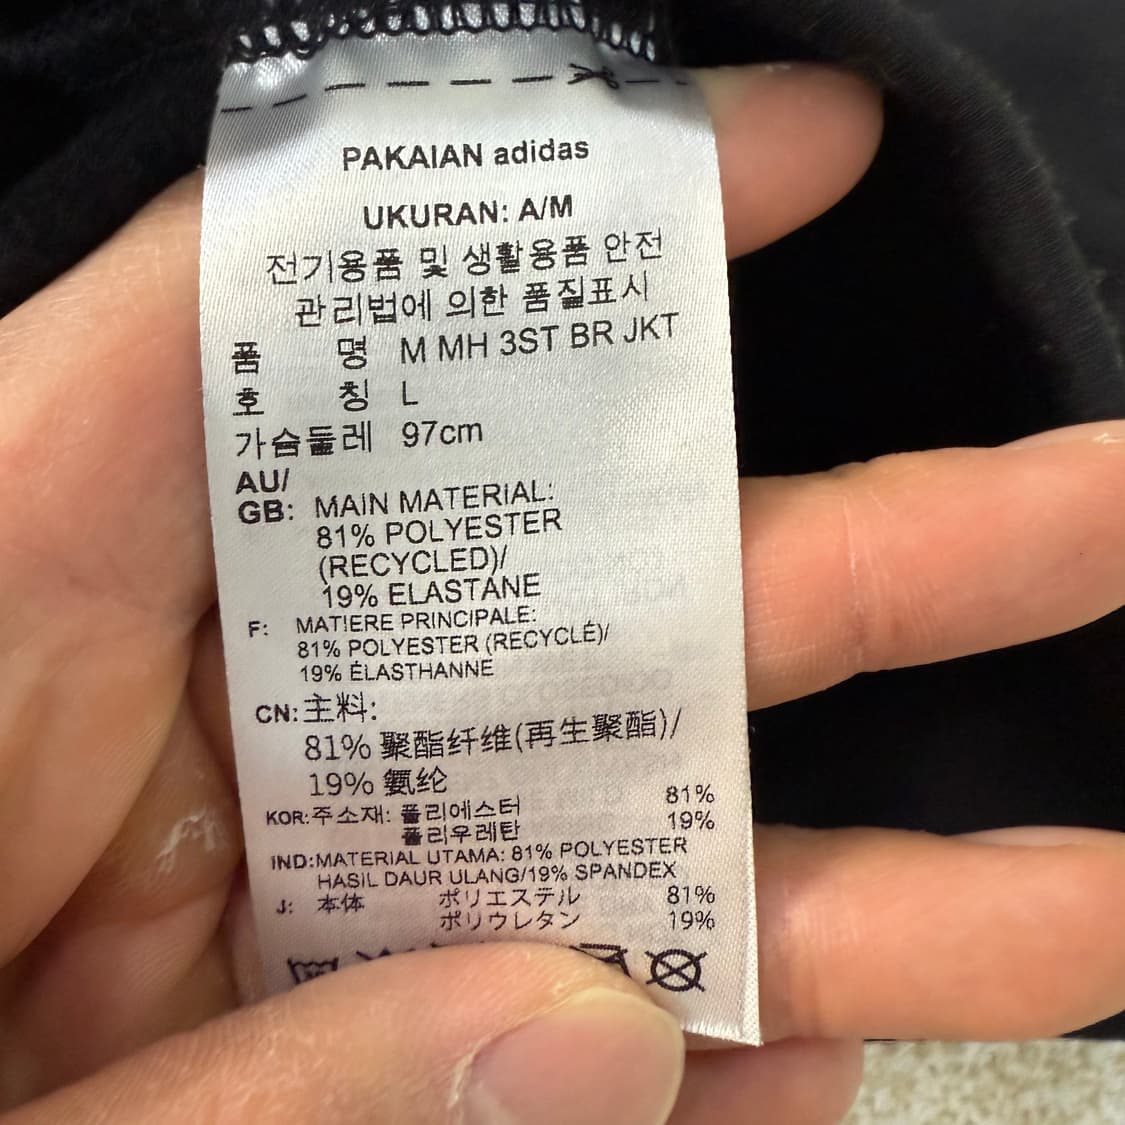 PAKAIAN adidas
UKURAN: A/M
전기용품 및 생활용품 안전
관리법에 의한 품질표시
품 명 M MH 3ST BR JKT
호 칭 L
가슴둘레 97cm
AU/
GB: MAIN MATERIAL:
81% POLYESTER
(RECYCLED)/
19% ELASTANE
F: MATIERE PRINCIPALE:
81% POLYESTER (RECYCLÉ)/
19% ÉLASTHANNE
CN: 主料:
81% 聚酯纤维(再生聚酯)/
19% 氨纶
KOR: 주소재: 폴리에스터 81%
폴리우레탄 19%
IND: MATERIAL UTAMA: 81% POLYESTER
HASIL DAUR ULANG/19% SPANDEX
J: 本体 ポリエステル 81%
ポリウレタン 19%